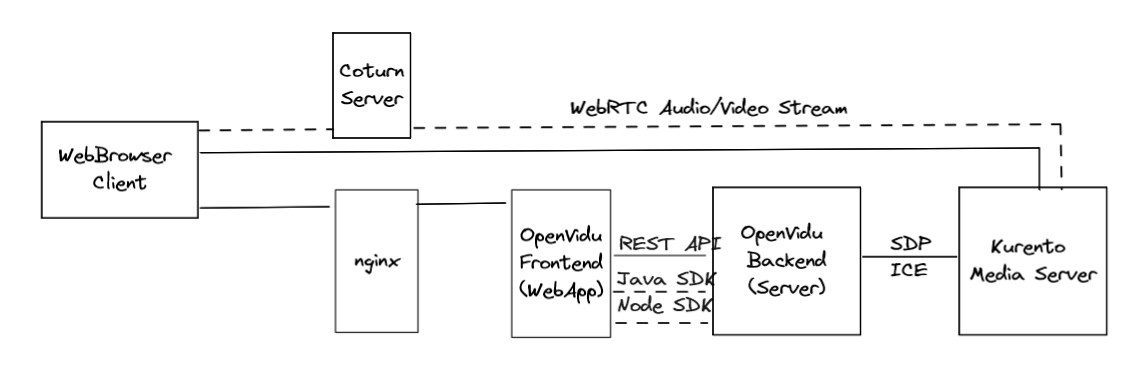 Coturn
Server
WebRTC Audio/Video Stream
WebBrowser
Client
nginx
OpenVidu
Frontend
(WebApp)
REST API
Java SDK
Node SDK
OpenVidu
Backend
(Server)
SDP
ICE
Kurento
Media Server